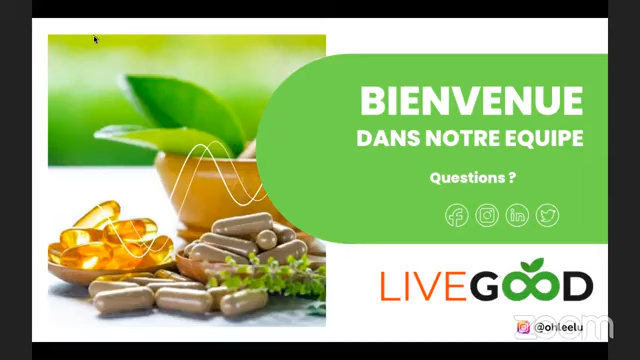 BIENVENUE
DANS NOTRE EQUIPE
Questions ?
LIVEGOOD
@ohleelu
zoom